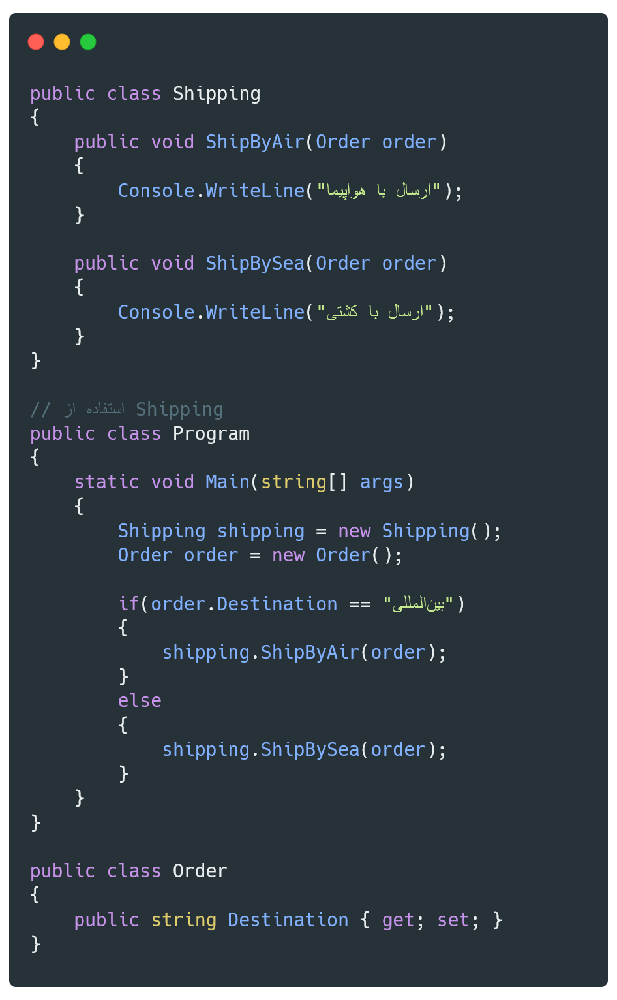 public class Shipping
{
    public void ShipByAir(Order order)
    {
        Console.WriteLine("ارسال با هواپیما");
    }

    public void ShipBySea(Order order)
    {
        Console.WriteLine("ارسال با کشتی");
    }
}

// استفاده از Shipping
public class Program
{
    static void Main(string[] args)
    {
        Shipping shipping = new Shipping();
        Order order = new Order();

        if(order.Destination == "بین‌المللی")
        {
            shipping.ShipByAir(order);
        }
        else
        {
            shipping.ShipBySea(order);
        }
    }
}

public class Order
{
    public string Destination { get; set; }
}